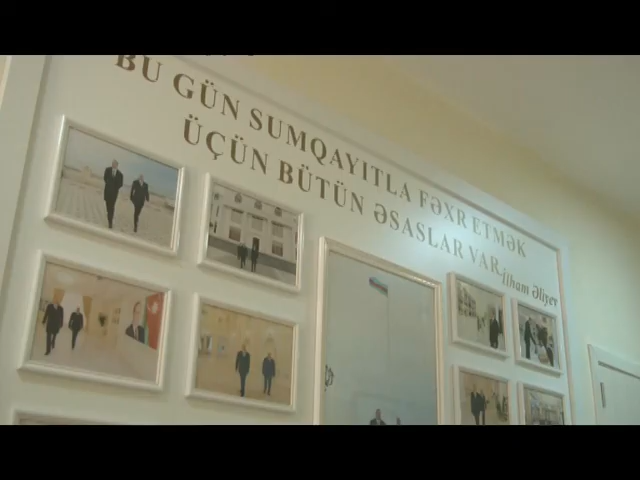 BU GÜN SUMQAYITLA FƏXR ETMƏK
ÜÇÜN BÜTÜN ƏSASLAR VAR.
İlham Əliyev